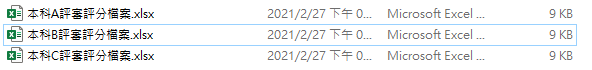 本科A評審評分檔案.xlsx 2021/2/27 下午 0... Microsoft Excel ... 9 KB
本科B評審評分檔案.xlsx 2021/2/27 下午 0... Microsoft Excel ... 9 KB
本科C評審評分檔案.xlsx 2021/2/27 下午 0... Microsoft Excel ... 9 KB